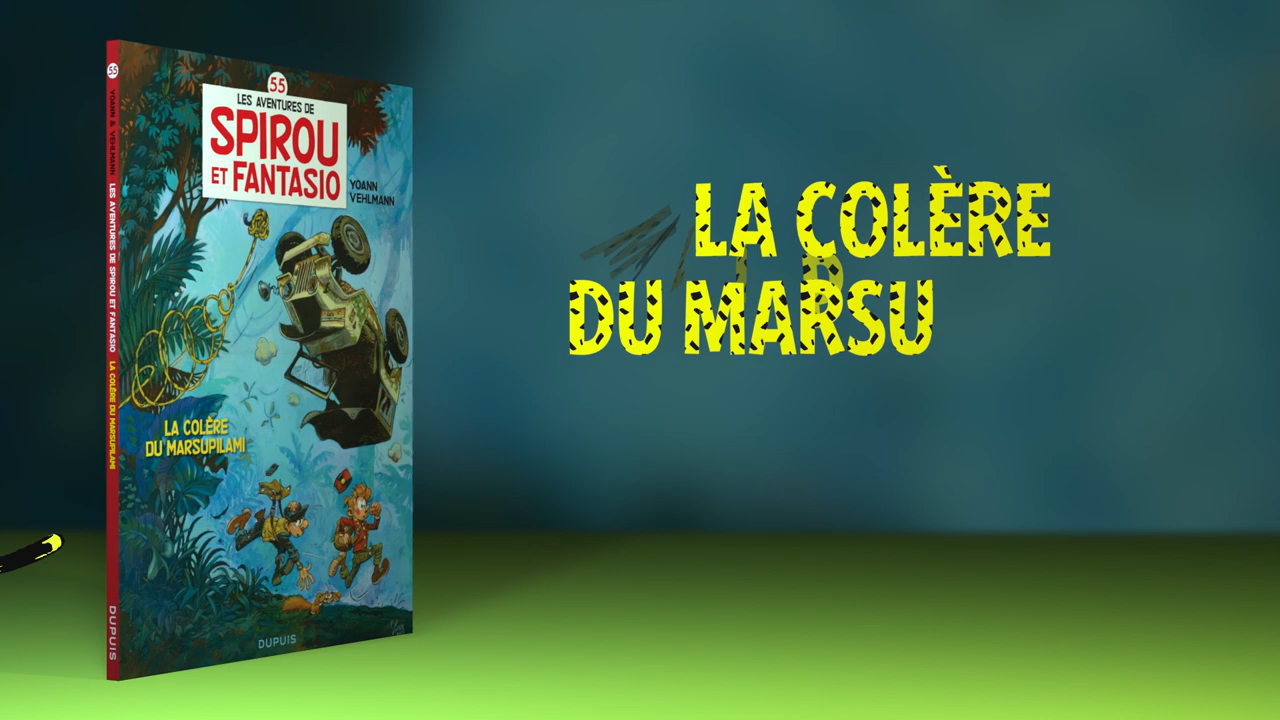 55
LES AVENTURES DE
SPIROU
ET FANTASIO
YOANN
VEHLMANN
LA COLÈRE
DU MARSUPILAMI
DUPUIS
55
YOANN & VEHLMANN LES AVENTURES DE SPIROU ET FANTASIO LA COLÈRE DU MARSUPILAMI
DUPUIS
LA COLÈRE
DU MARSU